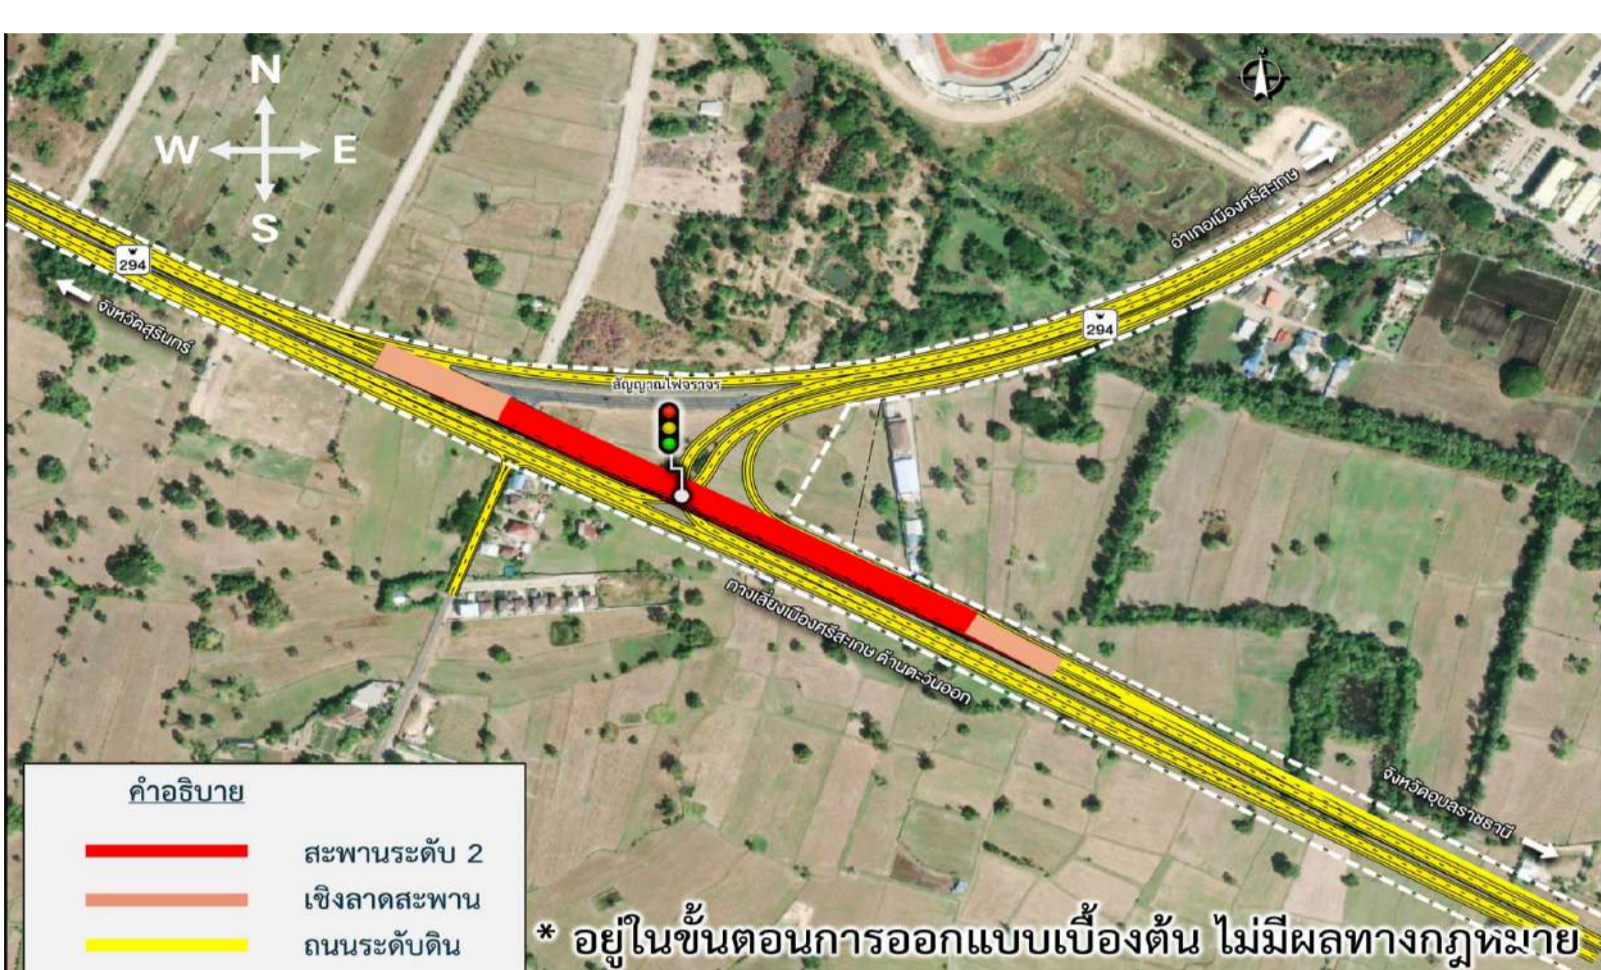 N
N
W E
S
อำเภอเมืองศรีสะเกษ
294
จังหวัดสุรินทร์
294
สัญญาณไฟจราจร
ทางเลี่ยงเมืองศรีสะเกษ ด้านตะวันออก
จังหวัดอุบลราชธานี
คำอธิบาย
สะพานระดับ 2
เชิงลาดสะพาน
ถนนระดับดิน
* อยู่ในขั้นตอนการออกแบบเบื้องต้น ไม่มีผลทางกฎหมาย